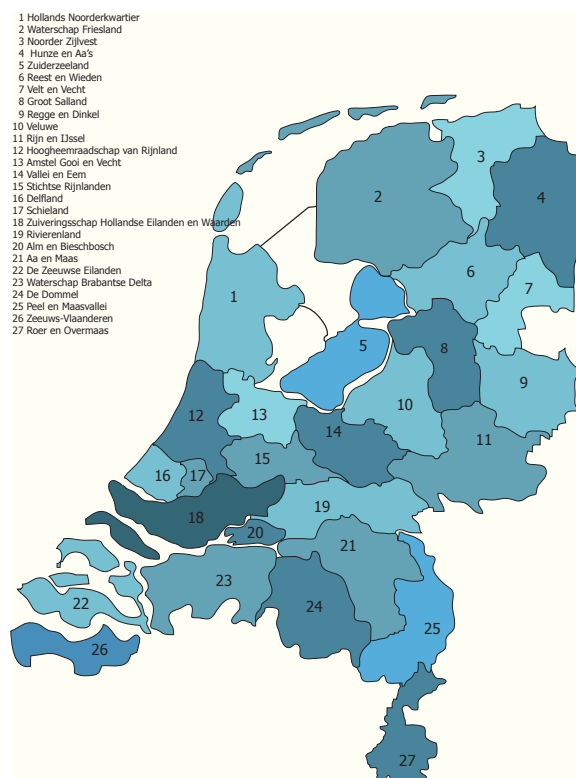 1 Hollands Noorderkwartier
2 Waterschap Friesland
3 Noorder Zijlvest
4 Hunze en Aa's
5 Zuiderzeeland
6 Reest en Wieden
7 Velt en Vecht
8 Groot Salland
9 Regge en Dinkel
10 Veluwe
11 Rijn en IJssel
12 Hoogheemraadschap van Rijnland
13 Amstel Gooi en Vecht
14 Vallei en Eem
15 Stichtse Rijnlanden
16 Delfland
17 Schieland
18 Zuiveringsschap Hollandse Eilanden en Waarden
19 Rivierenland
20 Alm en Bieschbosch
21 Aa en Maas
22 De Zeeuwse Eilanden
23 Waterschap Brabantse Delta
24 De Dommel
25 Peel en Maasvallei
26 Zeeuws-Vlaanderen
27 Roer en Overmaas
3
4
2
6
7
1
5
8
9
10
12
13
14
11
15
16
17
19
18
20
21
23
22
24
25
26
27